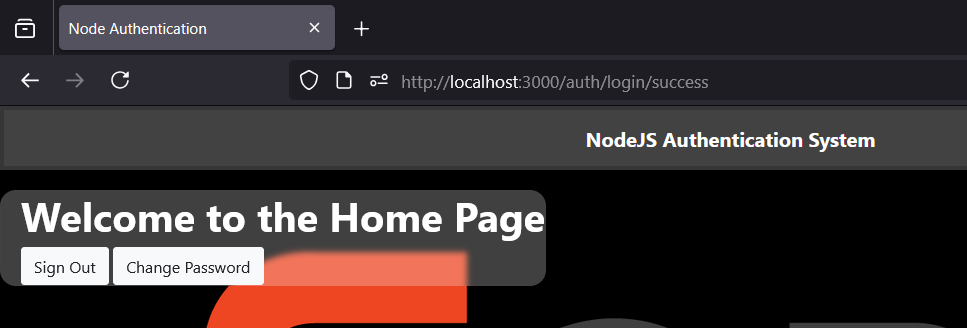 Node Authentication
http://localhost:3000/auth/login/success
NodeJS Authentication System
Welcome to the Home Page
Sign Out Change Password